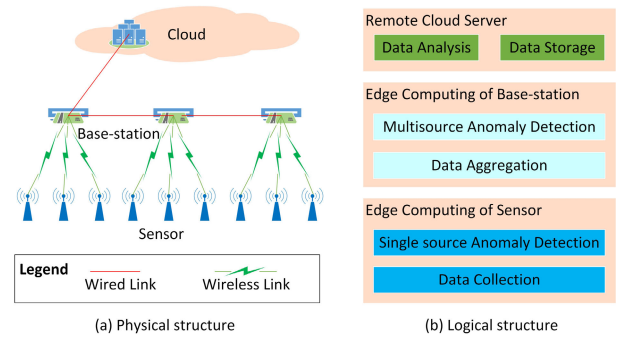 Cloud
Base-station
Sensor
Legend
Wired Link
Wireless Link
(a) Physical structure
Remote Cloud Server
Data Analysis
Data Storage
Edge Computing of Base-station
Multisource Anomaly Detection
Data Aggregation
Edge Computing of Sensor
Single source Anomaly Detection
Data Collection
(b) Logical structure